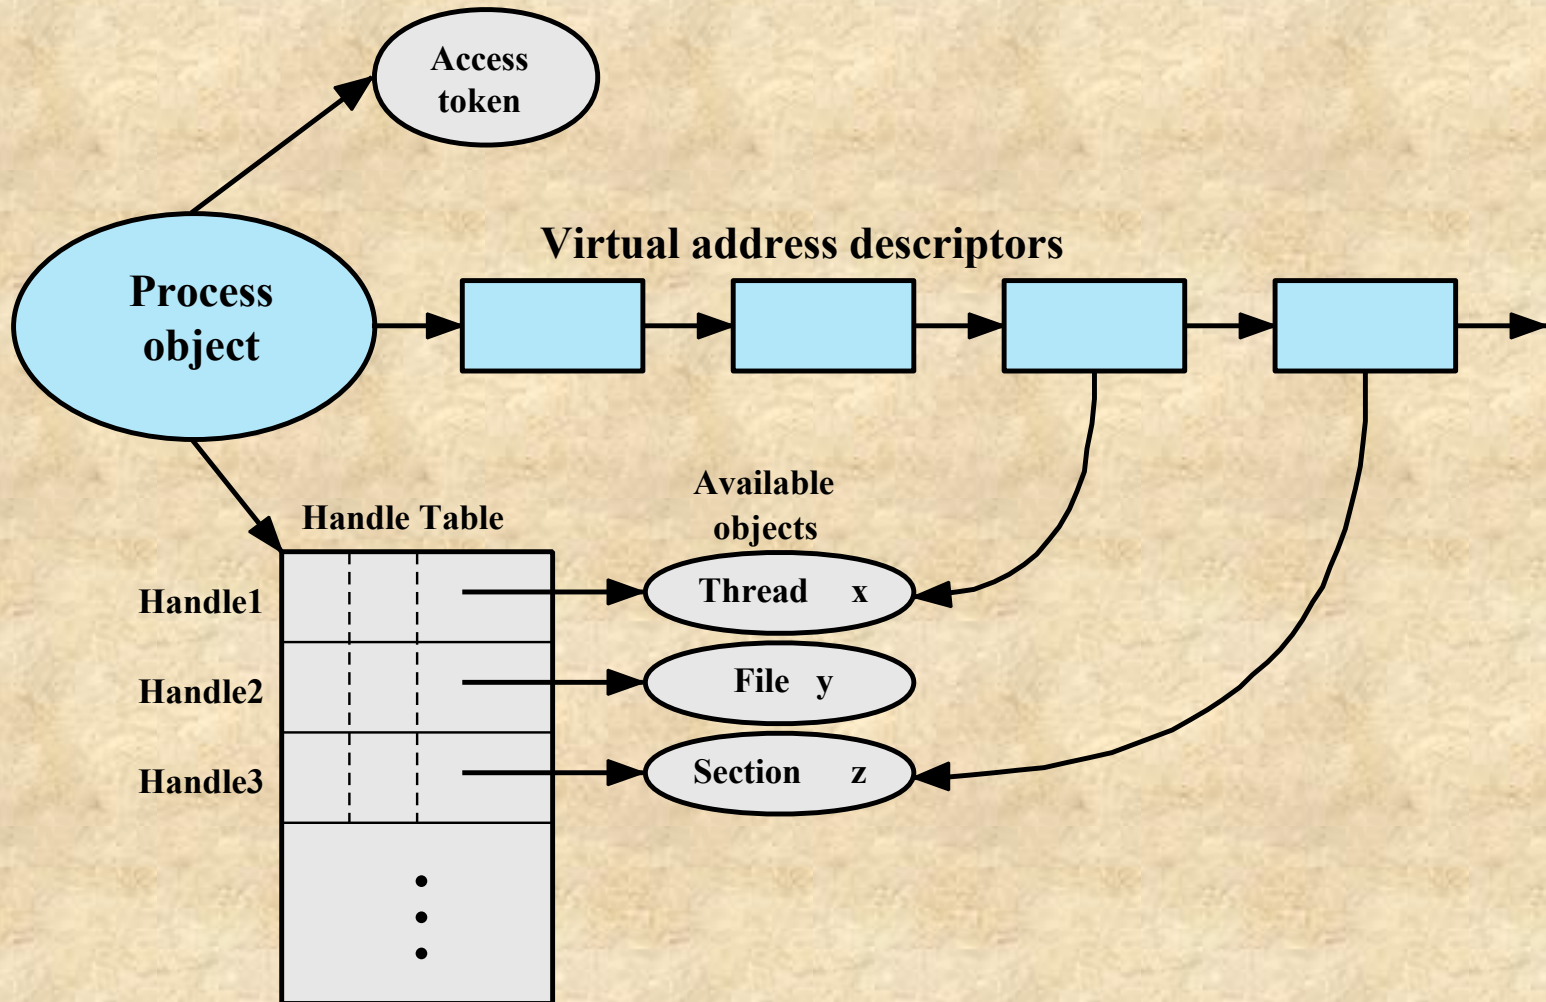 Access
token
Process
object
Virtual address descriptors
Available
objects
Handle Table
Handle1
Thread x
Handle2
File y
Handle3
Section z